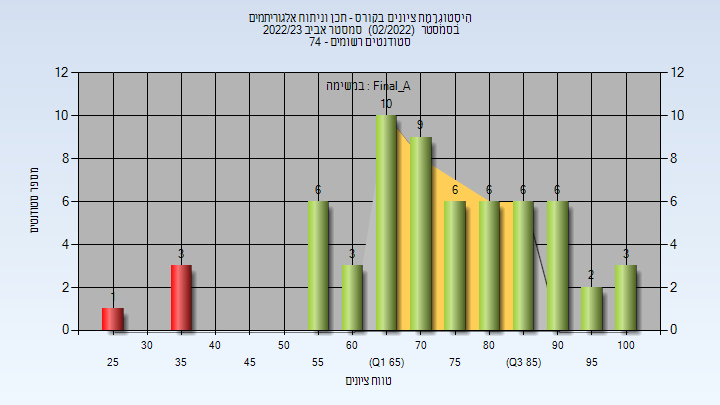 היסטוגרמת ציונים בקורס - תכן וניתוח אלגוריתמים
בסמסטר (02/2022) סמסטר אביב 2022/23
סטודנטים רשומים - 74
במשימה : Final_A
מספר סטודנטים
12 12
10 10
8 8
6 6
4 4
2 2
0 0
1 3 6 3 10 9 6 6 6 6 2 3
30 40 50 60 70 80 90 100
25 35 45 55 (Q1 65) 75 (Q3 85) 95
טווח ציונים